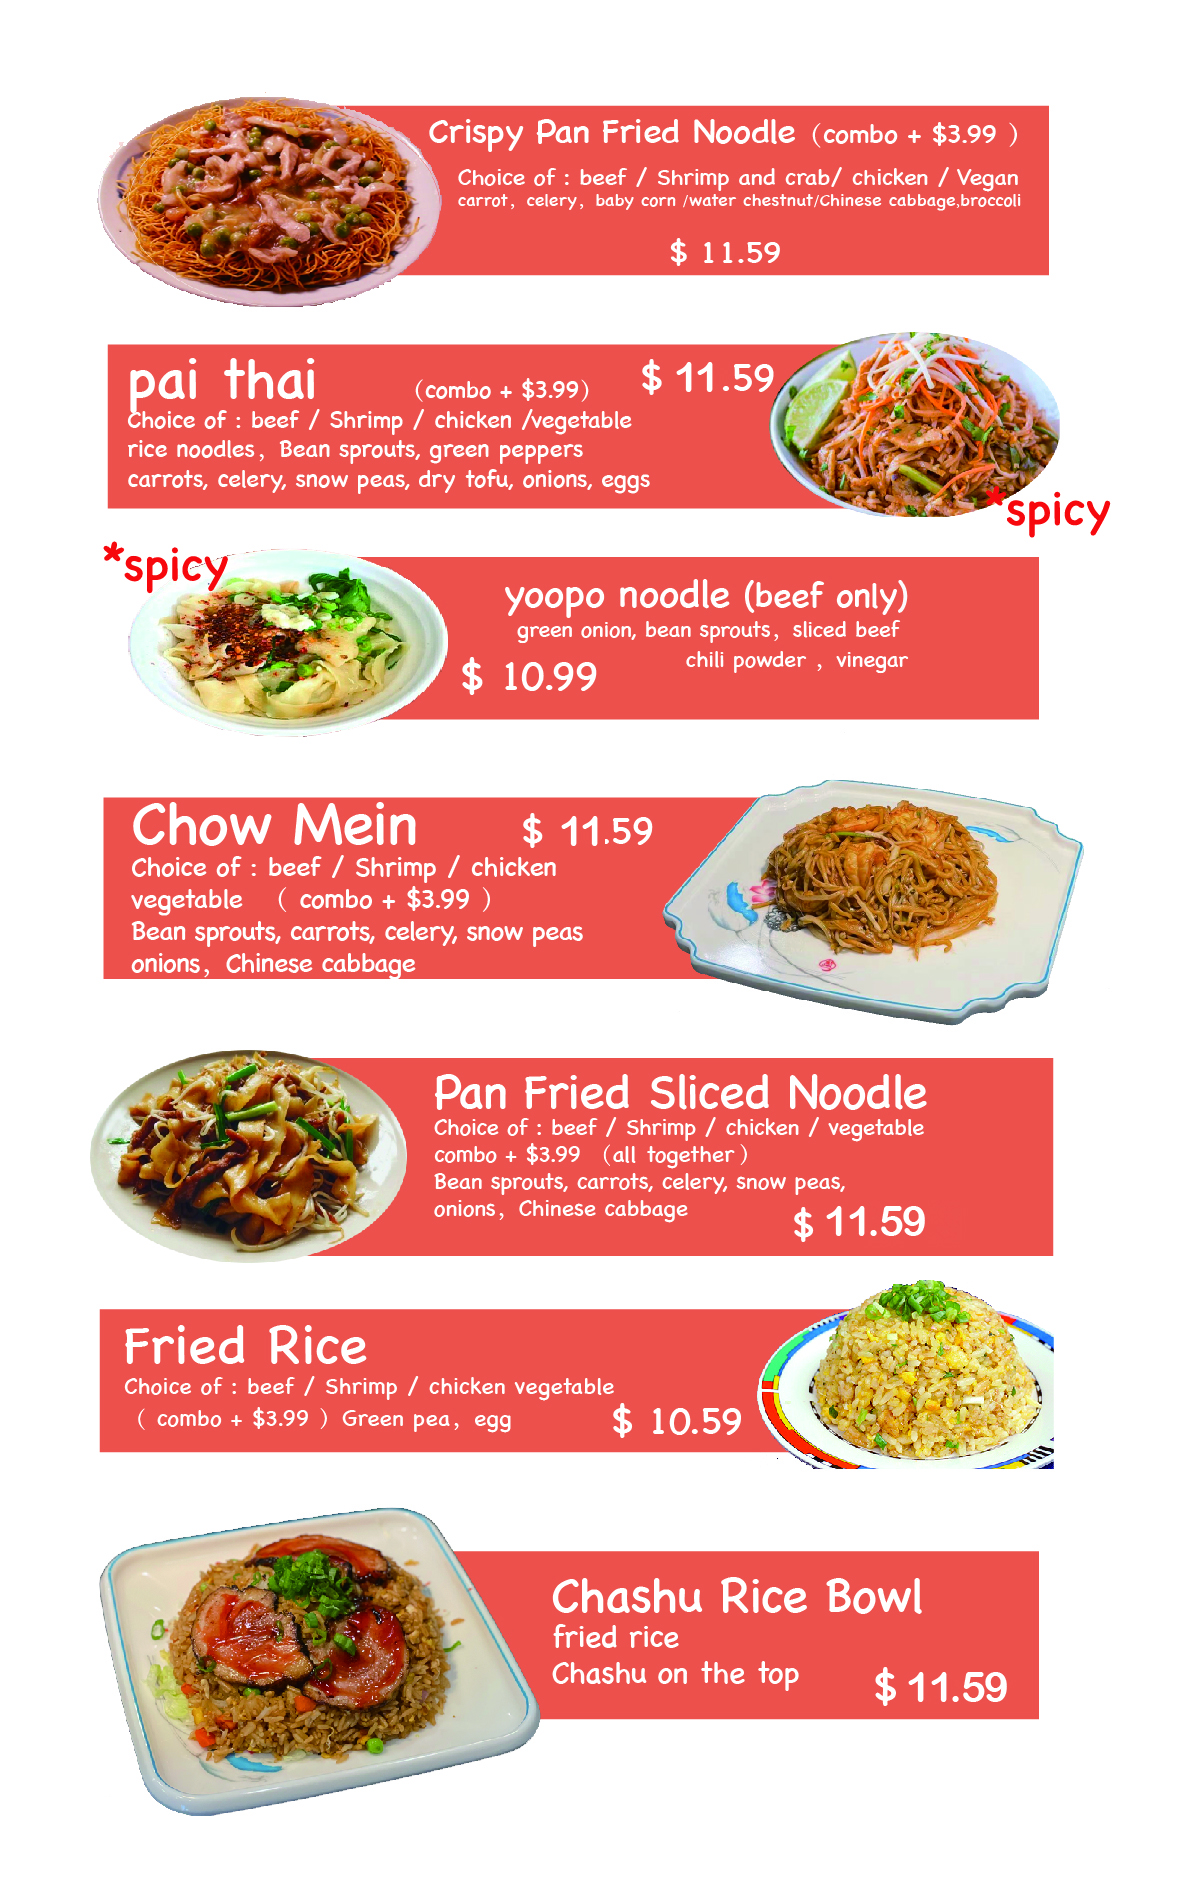 Crispy Pan Fried Noodle (combo + $3.99 )
Choice of : beef / Shrimp and crab/ chicken / Vegan
carrot, celery, baby corn /water chestnut/Chinese cabbage,broccoli
$ 11.59
pai thai (combo + $3.99) $ 11.59
Choice of : beef / Shrimp / chicken /vegetable
rice noodles, Bean sprouts, green peppers
carrots, celery, snow peas, dry tofu, onions, eggs
*spicy
*spicy
yoopo noodle (beef only)
green onion, bean sprouts, sliced beef
chili powder , vinegar
$ 10.99
Chow Mein $ 11.59
Choice of : beef / Shrimp / chicken
vegetable ( combo + $3.99 )
Bean sprouts, carrots, celery, snow peas
onions, Chinese cabbage
Pan Fried Sliced Noodle
Choice of : beef / Shrimp / chicken / vegetable
combo + $3.99 (all together)
Bean sprouts, carrots, celery, snow peas,
onions, Chinese cabbage
$ 11.59
Fried Rice
Choice of : beef / Shrimp / chicken vegetable
( combo + $3.99 ) Green pea, egg $ 10.59
Chashu Rice Bowl
fried rice
Chashu on the top $ 11.59